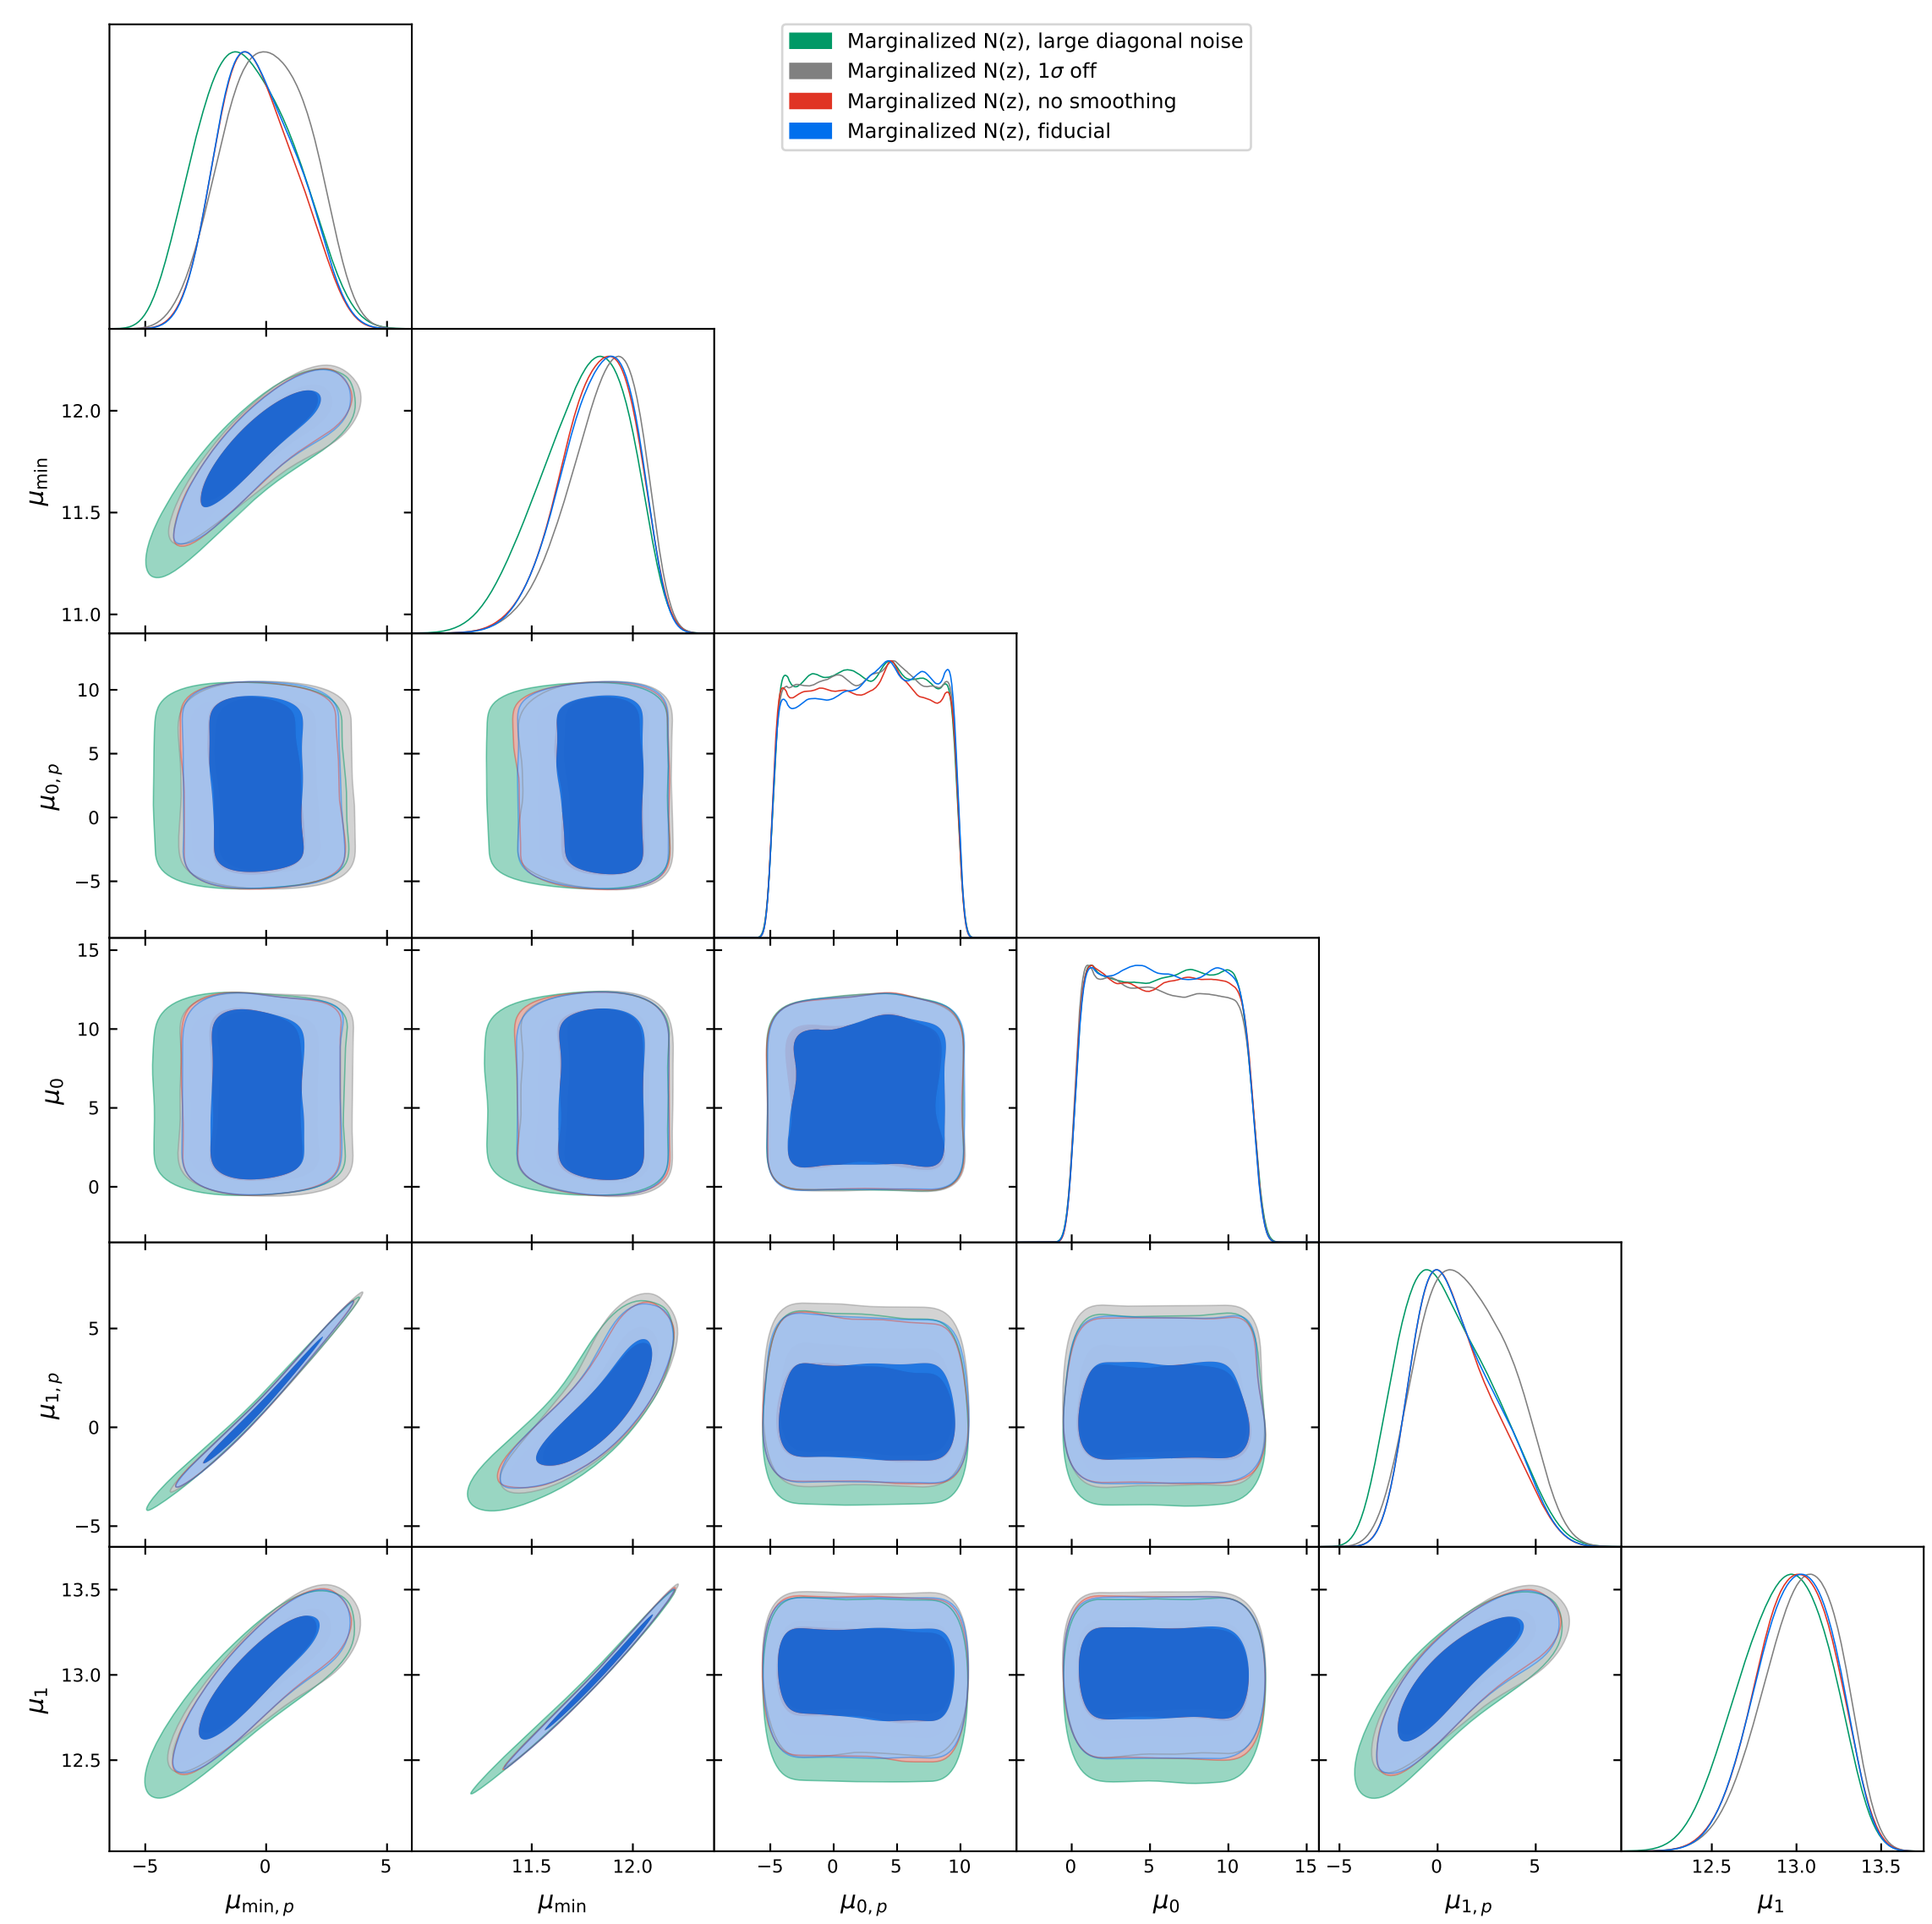 Marginalized N(z), large diagonal noise
Marginalized N(z), 1σ off
Marginalized N(z), no smoothing
Marginalized N(z), fiducial
μmin
12.0
11.5
11.0
μ0,p
10
5
0
−5
μ0
15
10
5
0
μ1,p
5
0
−5
μ1
13.5
13.0
12.5
−5 0 5
11.5 12.0
−5 0 5 10
0 5 10 15
−5 0 5
12.5 13.0 13.5
μmin,p μmin μ0,p μ0 μ1,p μ1